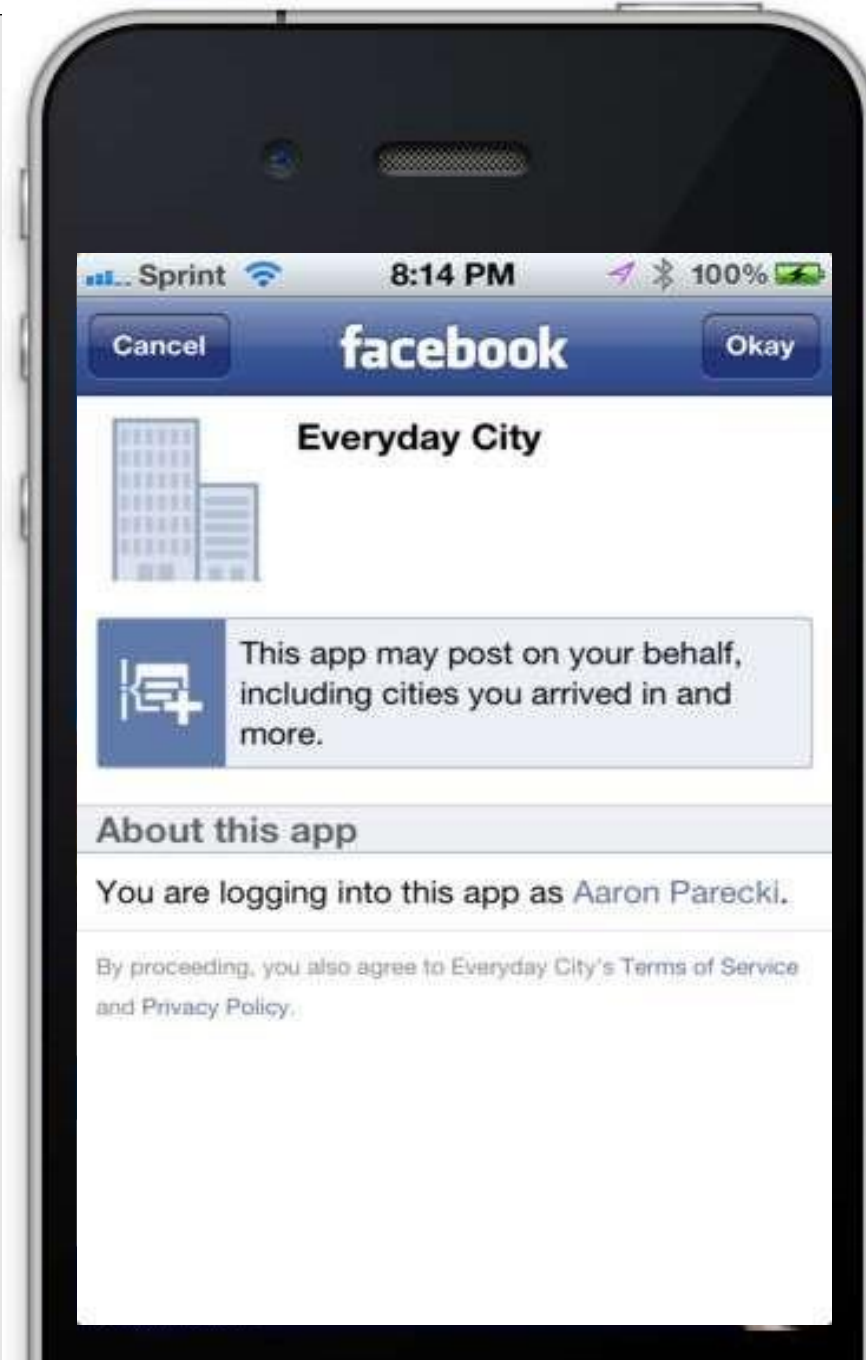 Sprint 8:14 PM 100%
Cancel facebook Okay
Everyday City
This app may post on your behalf,
including cities you arrived in and
more.
About this app
You are logging into this app as Aaron Parecki.
By proceeding, you also agree to Everyday City's Terms of Service
and Privacy Policy.